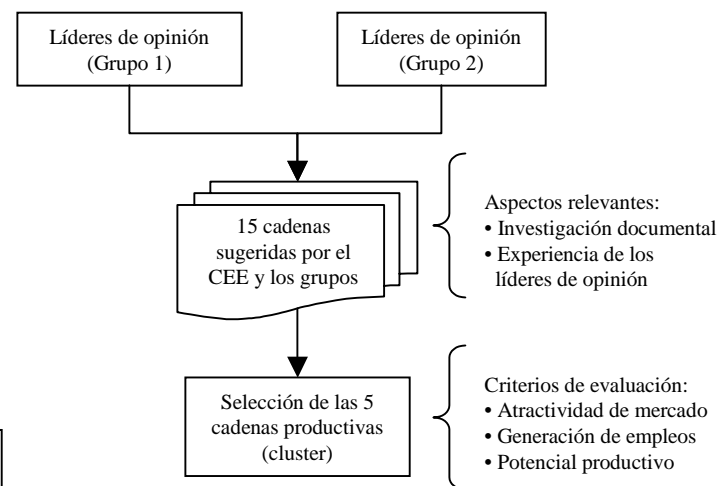 Líderes de opinión
(Grupo 1)
Líderes de opinión
(Grupo 2)
15 cadenas
sugeridas por el
CEE y los grupos
Aspectos relevantes:
• Investigación documental
• Experiencia de los
líderes de opinión
Selección de las 5
cadenas productivas
(cluster)
Criterios de evaluación:
• Atractividad de mercado
• Generación de empleos
• Potencial productivo